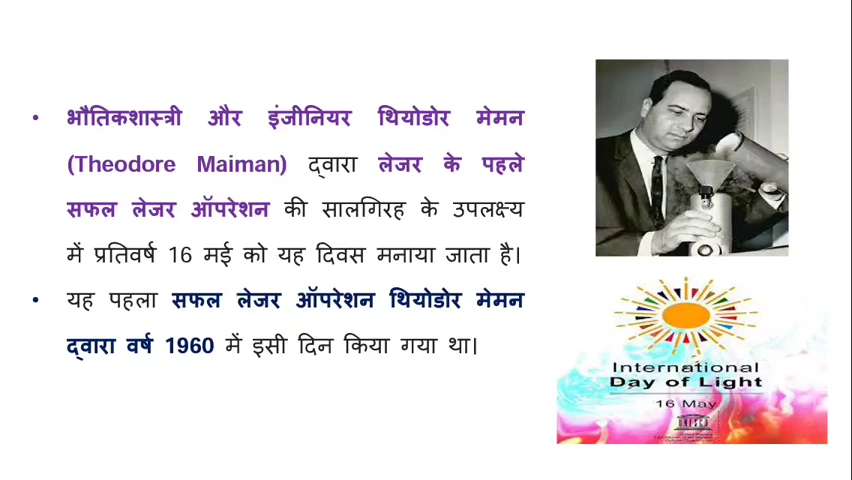 • भौतिकशास्त्री और इंजीनियर थियोडोर मेमन
(Theodore Maiman) द्वारा लेजर के पहले
सफल लेजर ऑपरेशन की सालगिरह के उपलक्ष्य
में प्रतिवर्ष 16 मई को यह दिवस मनाया जाता है।
• यह पहला सफल लेजर ऑपरेशन थियोडोर मेमन
द्वारा वर्ष 1960 में इसी दिन किया गया था।
International
Day of Light
16 May
UNESCO